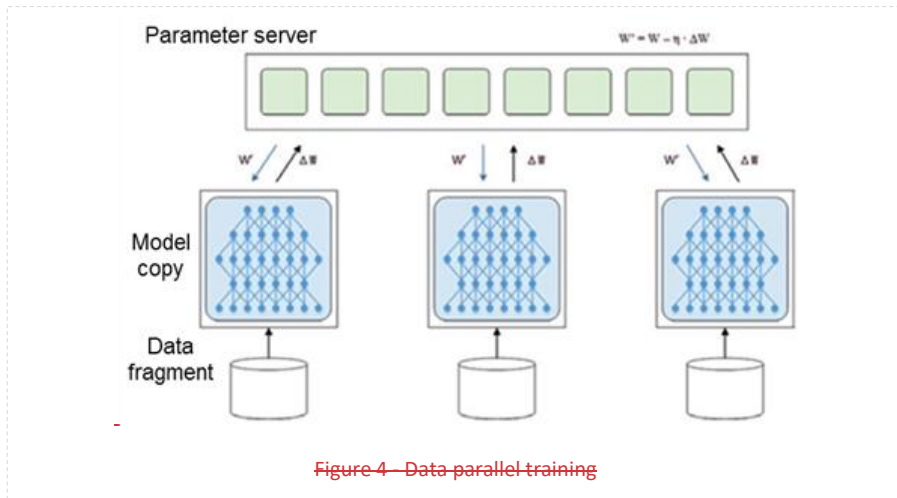 Parameter server
W' = W – η · ΔW
W'
ΔW
W'
ΔW
W'
ΔW
Model
copy
Data
fragment
Figure 4 - Data parallel training